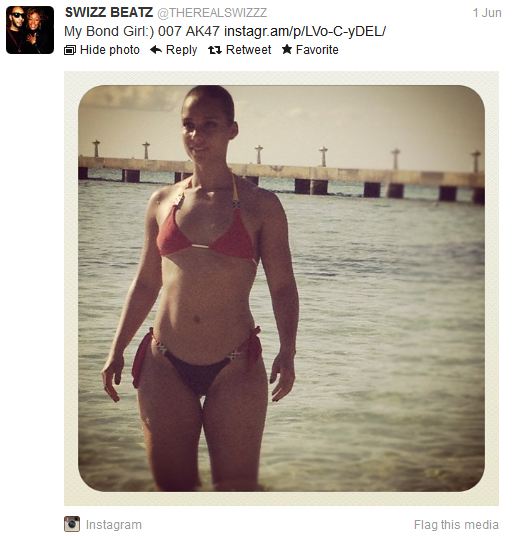 SWIZZ BEATZ @THEREALSWIZZZ 1 Jun
My Bond Girl:) 007 AK47 instagr.am/p/LVo-C-yDEL/
Hide photo Reply Retweet Favorite
Instagram Flag this media